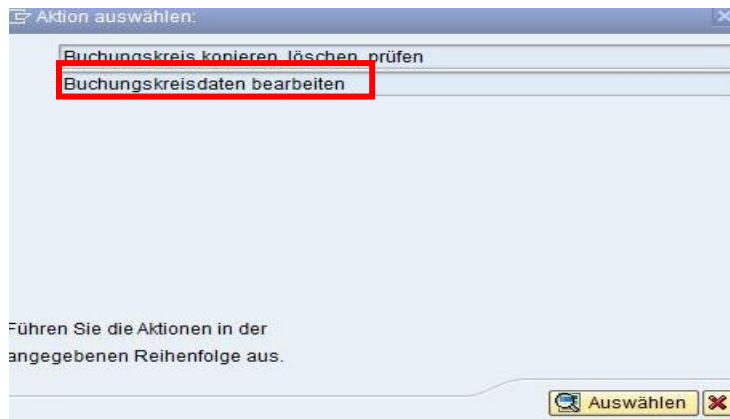 Aktion auswählen:
Buchungskreis kopieren, löschen, prüfen
Buchungskreisdaten bearbeiten
Führen Sie die Aktionen in der
angegebenen Reihenfolge aus.
Auswählen